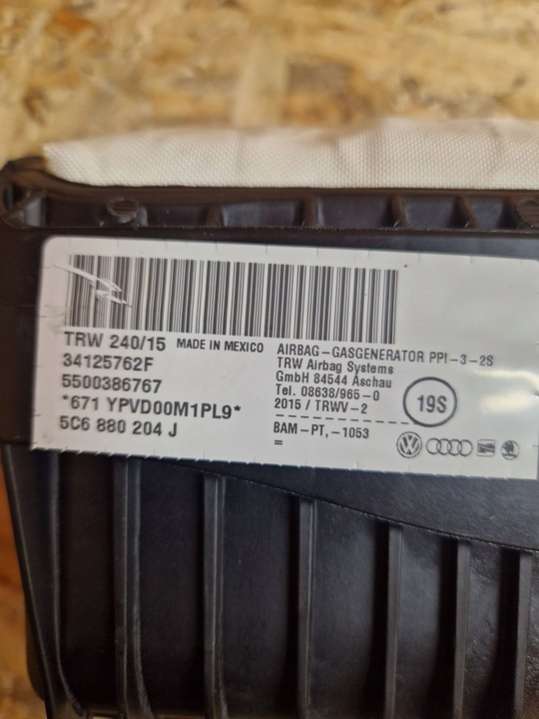 TRW 240/15 MADE IN MEXICO
34125762F
5500386767
*671 YPVD00M1PL9*
5C6 880 204 J
AIRBAG-GASGENERATOR PPI-3-2S
TRW Airbag Systems
GmbH 84544 Aschau
Tel. 08638/965-0
2015 / TRWV-2
19S
BAM-PT,-1053
=